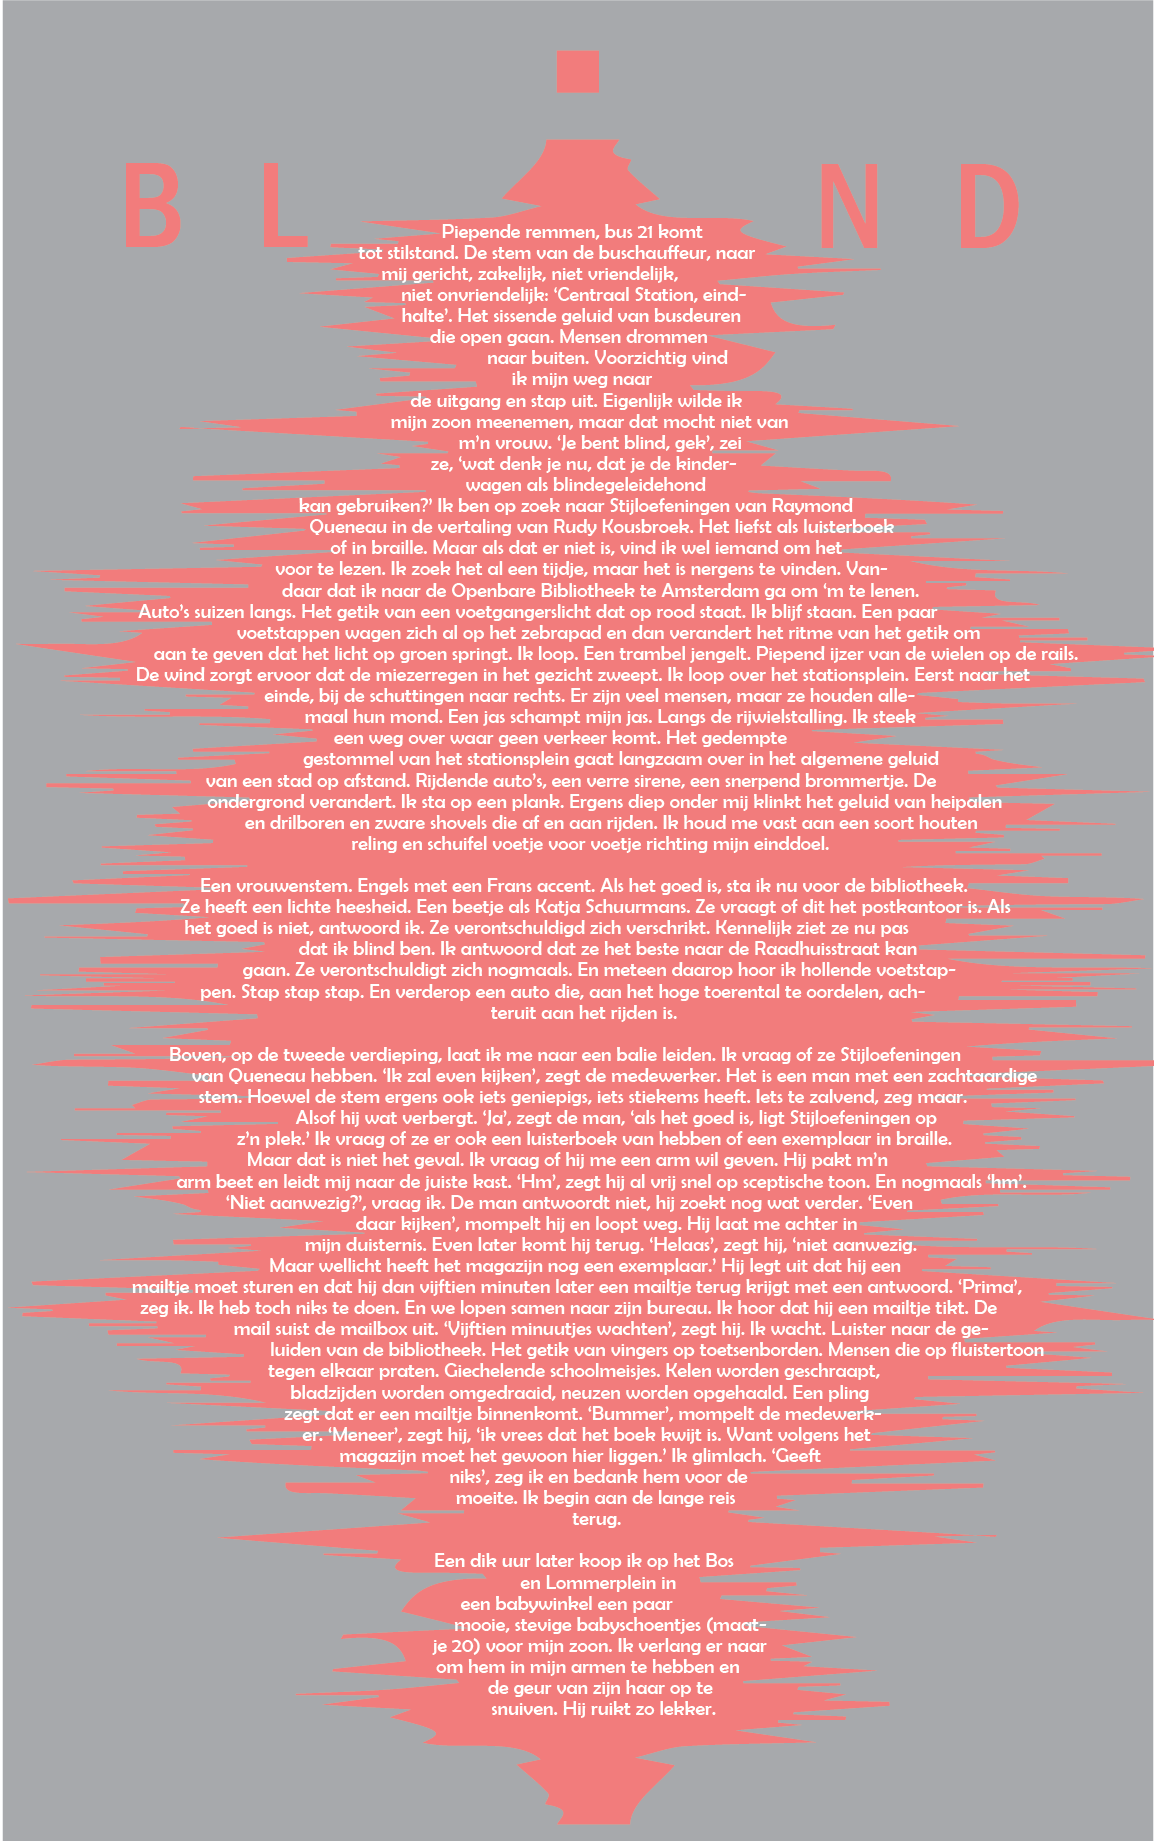 BLIND
Piepende remmen, bus 21 komt
tot stilstand. De stem van de buschauffeur, naar
mij gericht, zakelijk, niet vriendelijk,
niet onvriendelijk: ‘Centraal Station, eind-
halte’. Het sissende geluid van busdeuren
die open gaan. Mensen drommen
naar buiten. Voorzichtig vind
ik mijn weg naar
de uitgang en stap uit. Eigenlijk wilde ik
mijn zoon meenemen, maar dat mocht niet van
m’n vrouw. ‘Je bent blind, gek’, zei
ze, ‘wat denk je nu, dat je de kinder-
wagen als blindegeleidehond
kan gebruiken?’ Ik ben op zoek naar Stijloefeningen van Raymond
Queneau in de vertaling van Rudy Kousbroek. Het liefst als luisterboek
of in braille. Maar als dat er niet is, vind ik wel iemand om het
voor te lezen. Ik zoek het al een tijdje, maar het is nergens te vinden. Van-
daar dat ik naar de Openbare Bibliotheek te Amsterdam ga om ‘m te lenen.
Auto’s suizen langs. Het getik van een voetgangerslicht dat op rood staat. Ik blijf staan. Een paar
voetstappen wagen zich al op het zebrapad en dan verandert het ritme van het getik om
aan te geven dat het licht op groen springt. Ik loop. Een trambel jengelt. Piepend ijzer van de wielen op de rails.
De wind zorgt ervoor dat de miezerregen in het gezicht zweept. Ik loop over het stationsplein. Eerst naar het
einde, bij de schuttingen naar rechts. Er zijn veel mensen, maar ze houden alle-
maal hun mond. Een jas schampt mijn jas. Langs de rijwielstalling. Ik steek
een weg over waar geen verkeer komt. Het gedempte
gestommel van het stationsplein gaat langzaam over in het algemene geluid
van een stad op afstand. Rijdende auto’s, een verre sirene, een snerpend brommertje. De
ondergrond verandert. Ik sta op een plank. Ergens diep onder mij klinkt het geluid van heipalen
en drilboren en zware shovels die af en aan rijden. Ik houd me vast aan een soort houten
reling en schuifel voetje voor voetje richting mijn einddoel.
Een vrouwenstem. Engels met een Frans accent. Als het goed is, sta ik nu voor de bibliotheek.
Ze heeft een lichte heesheid. Een beetje als Katja Schuurmans. Ze vraagt of dit het postkantoor is. Als
het goed is niet, antwoord ik. Ze verontschuldigd zich verschrikt. Kennelijk ziet ze nu pas
dat ik blind ben. Ik antwoord dat ze het beste naar de Raadhuisstraat kan
gaan. Ze verontschuldigt zich nogmaals. En meteen daarop hoor ik hollende voetstap-
pen. Stap stap stap. En verderop een auto die, aan het hoge toerental te oordelen, ach-
teruit aan het rijden is.
Boven, op de tweede verdieping, laat ik me naar een balie leiden. Ik vraag of ze Stijloefeningen
van Queneau hebben. ‘Ik zal even kijken’, zegt de medewerker. Het is een man met een zachtaardige
stem. Hoewel de stem ergens ook iets geniepigs, iets stiekems heeft. Iets te zalvend, zeg maar.
Alsof hij wat verbergt. ‘Ja’, zegt de man, ‘als het goed is, ligt Stijloefeningen op
z’n plek.’ Ik vraag of ze er ook een luisterboek van hebben of een exemplaar in braille.
Maar dat is niet het geval. Ik vraag of hij me een arm wil geven. Hij pakt m’n
arm beet en leidt mij naar de juiste kast. ‘Hm’, zegt hij al vrij snel op sceptische toon. En nogmaals ‘hm’.
‘Niet aanwezig?’, vraag ik. De man antwoordt niet, hij zoekt nog wat verder. ‘Even
daar kijken’, mompelt hij en loopt weg. Hij laat me achter in
mijn duisternis. Even later komt hij terug. ‘Helaas’, zegt hij, ‘niet aanwezig.
Maar wellicht heeft het magazijn nog een exemplaar.’ Hij legt uit dat hij een
mailtje moet sturen en dat hij dan vijftien minuten later een mailtje terug krijgt met een antwoord. ‘Prima’,
zeg ik. Ik heb toch niks te doen. En we lopen samen naar zijn bureau. Ik hoor dat hij een mailtje tikt. De
mail suist de mailbox uit. ‘Vijftien minuutjes wachten’, zegt hij. Ik wacht. Luister naar de ge-
luiden van de bibliotheek. Het getik van vingers op toetsenborden. Mensen die op fluistertoon
tegen elkaar praten. Giechelende schoolmeisjes. Kelen worden geschraapt,
bladzijden worden omgedraaid, neuzen worden opgehaald. Een pling
zegt dat er een mailtje binnenkomt. ‘Bummer’, mompelt de medewerk-
er. ‘Meneer’, zegt hij, ‘ik vrees dat het boek kwijt is. Want volgens het
magazijn moet het gewoon hier liggen.’ Ik glimlach. ‘Geeft
niks’, zeg ik en bedank hem voor de
moeite. Ik begin aan de lange reis
terug.
Een dik uur later koop ik op het Bos
en Lommerplein in
een babywinkel een paar
mooie, stevige babyschoentjes (maat-
je 20) voor mijn zoon. Ik verlang er naar
om hem in mijn armen te hebben en
de geur van zijn haar op te
snuiven. Hij ruikt zo lekker.